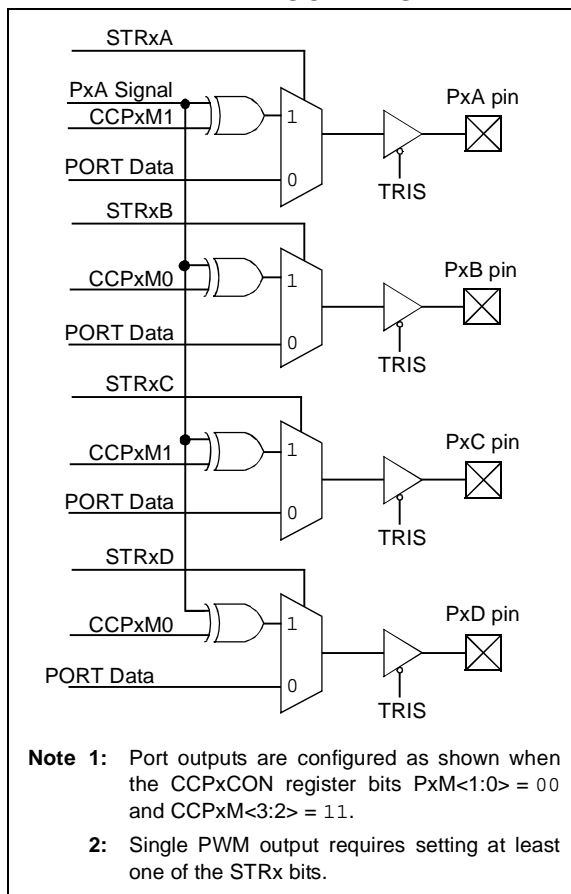 STRxA
PxA Signal
CCPxM1
1
PORT Data
0
TRIS
PxA pin
STRxB
CCPxM0
1
PORT Data
0
TRIS
PxB pin
STRxC
CCPxM1
1
PORT Data
0
TRIS
PxC pin
STRxD
CCPxM0
1
PORT Data
0
TRIS
PxD pin
Note 1: Port outputs are configured as shown when
the CCPxCON register bits PxM<1:0> = 00
and CCPxM<3:2> = 11.
2: Single PWM output requires setting at least
one of the STRx bits.